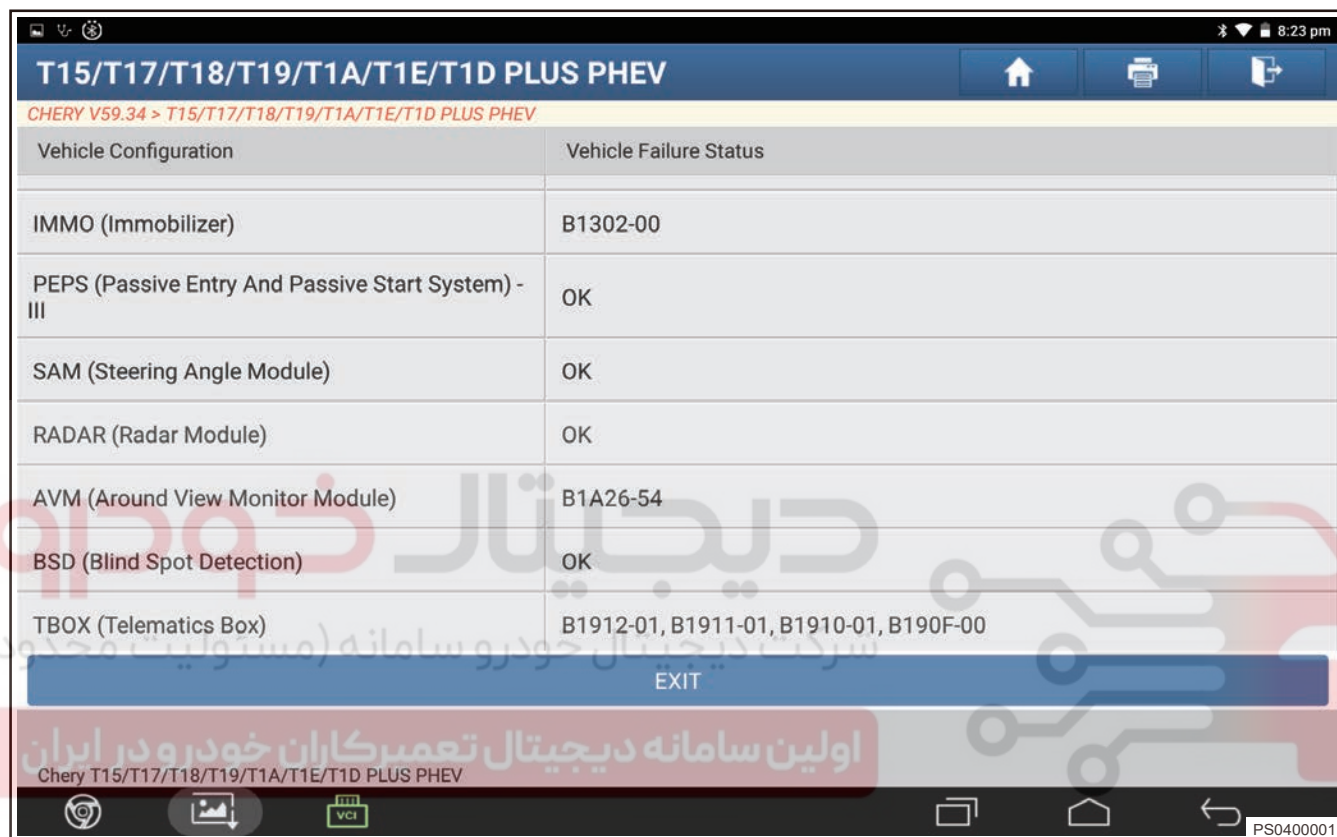 8:23 pm
T15/T17/T18/T19/T1A/T1E/T1D PLUS PHEV
CHERY V59.34 > T15/T17/T18/T19/T1A/T1E/T1D PLUS PHEV
Vehicle Configuration Vehicle Failure Status
IMMO (Immobilizer) B1302-00
PEPS (Passive Entry And Passive Start System) -
III
OK
SAM (Steering Angle Module) OK
RADAR (Radar Module) OK
AVM (Around View Monitor Module) B1A26-54
دیجیتال خودرو
BSD (Blind Spot Detection) OK
TBOX (Telematics Box) B1912-01, B1911-01, B1910-01, B190F-00
شرکت دیجیتال خودرو سامانه (مسئولیت محدود
EXIT
اولین سامانه دیجیتال تعمیرکاران خودرو در ایران
Chery T15/T17/T18/T19/T1A/T1E/T1D PLUS PHEV
VCI
PS0400001